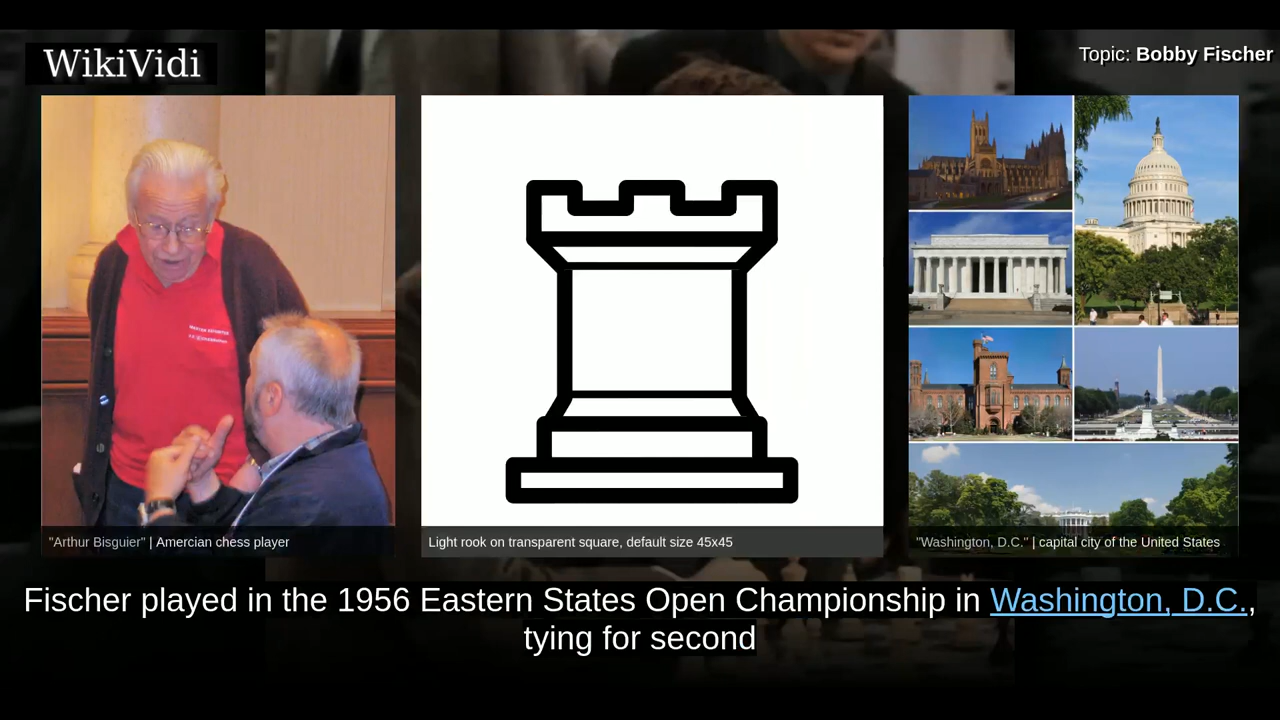 WikiVidi
Topic: Bobby Fischer
"Arthur Bisguier" | Amercian chess player
Light rook on transparent square, default size 45x45
"Washington, D.C." | capital city of the United States
Fischer played in the 1956 Eastern States Open Championship in Washington, D.C.,
tying for second